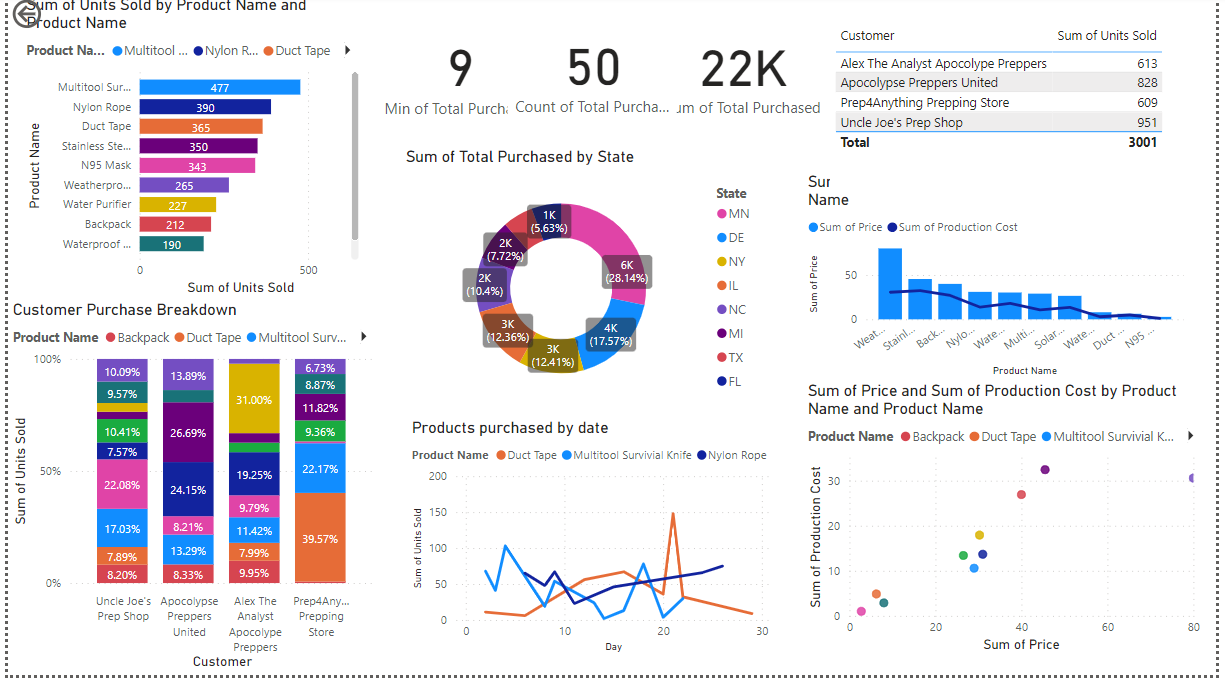 Sum of Units Sold by Product Name and
Product Name
Product Na... Multitool ... Nylon R... Duct Tape
Multitool Sur... 477
Nylon Rope 390
Duct Tape 365
Stainless Ste... 350
N95 Mask 343
Weatherpro... 265
Water Purifier 227
Backpack 212
Waterproof ... 190
Product Name
0 500
Sum of Units Sold
9
Min of Total Purcha
50
Count of Total Purcha...
22K
um of Total Purchased
Customer Sum of Units Sold
Alex The Analyst Apocolype Preppers 613
Apocolypse Preppers United 828
Prep4Anything Prepping Store 609
Uncle Joe's Prep Shop 951
Total 3001
Sum of Total Purchased by State
1K
(5.63%)
2K
(7.72%)
2K
(10.4%)
3K
(12.36%)
3K
(12.41%)
4K
(17.57%)
6K
(28.14%)
State
MN
DE
NY
IL
NC
MI
TX
FL
Sur
Name
Sum of Price Sum of Production Cost
Sum of Price
50
0
Weat... Staini... Back... Nylo... Wate... Multi... Solar... Wate... Duct ... N95 ...
Product Name
Customer Purchase Breakdown
Product Name Backpack Duct Tape Multitool Surv...
Sum of Units Sold
100%
50%
0%
10.09%
9.57%
10.41%
7.57%
22.08%
17.03%
7.89%
8.20%
13.89%
26.69%
24.15%
8.21%
13.29%
8.33%
31.00%
19.25%
9.79%
11.42%
7.99%
9.95%
6.73%
8.87%
11.82%
9.36%
22.17%
39.57%
Uncle Joe's
Prep Shop
Apocolypse
Preppers
United
Alex The
Analyst
Apocolype
Preppers
Prep4Any...
Prepping
Store
Customer
Products purchased by date
Product Name Duct Tape Multitool Survivial Knife Nylon Rope
Sum of Units Sold
200
150
100
50
0
0 10 20 30
Day
Sum of Price and Sum of Production Cost by Product
Name and Product Name
Product Name Backpack Duct Tape Multitool Survivial K...
Sum of Production Cost
30
20
10
0
0 20 40 60 80
Sum of Price